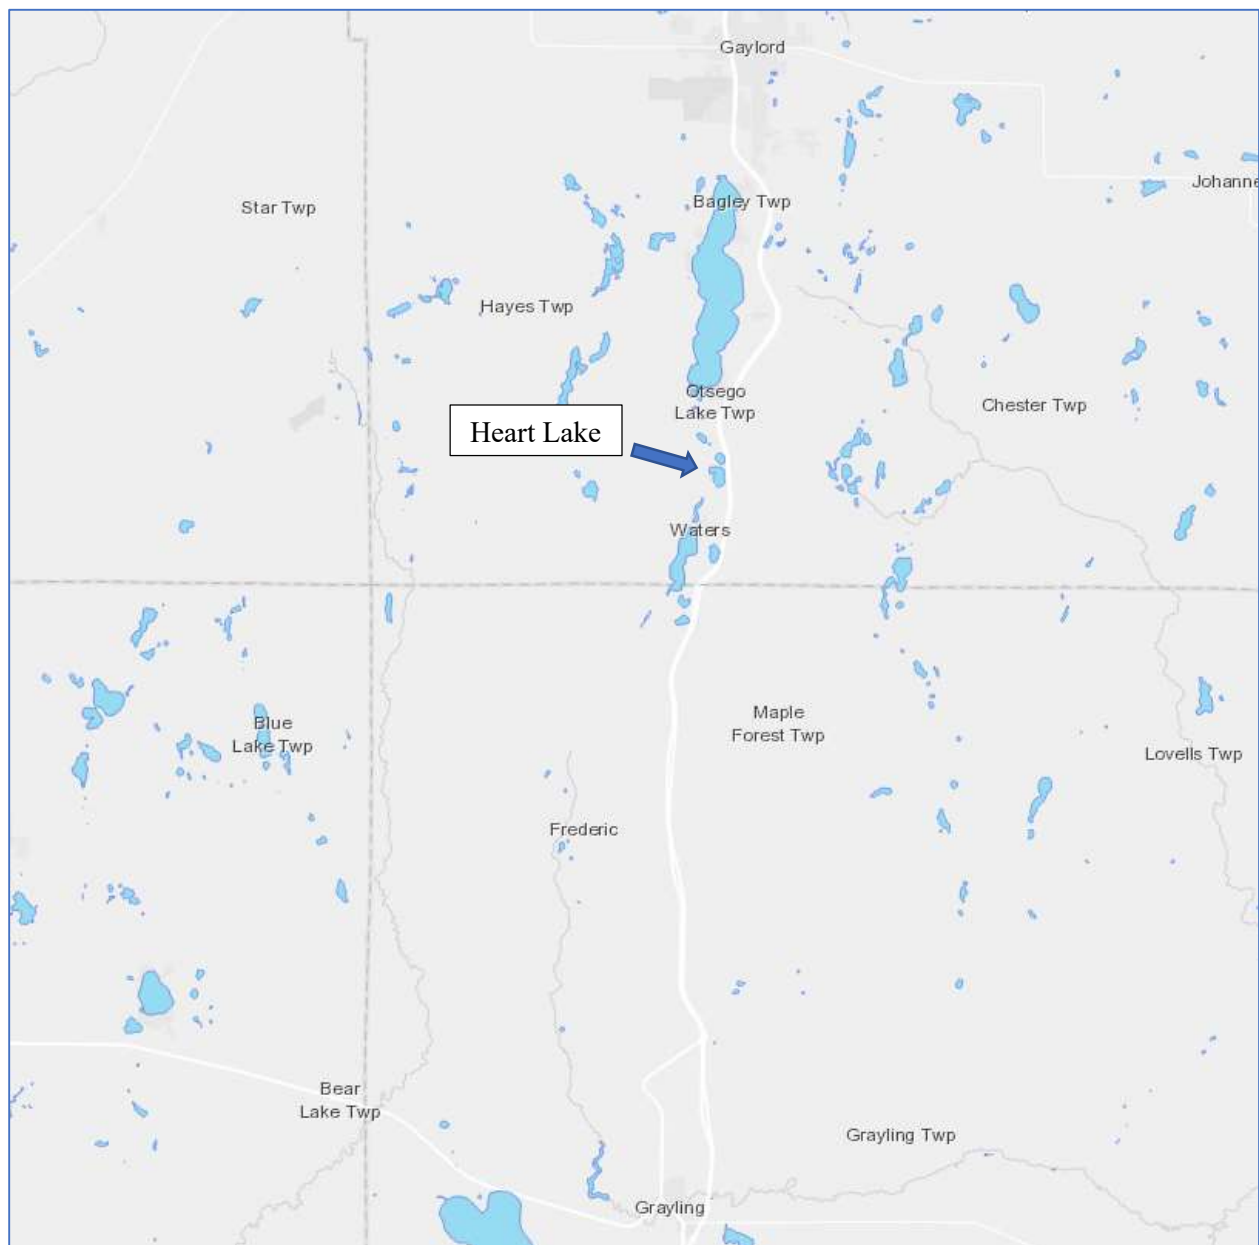 Gaylord
Johanne
Bagley Twp
Star Twp
Hayes Twp
Otsego
Lake Twp
Chester Twp
Heart Lake
Waters
Maple
Forest Twp
Blue
Lake Twp
Lovells Twp
Frederic
Bear
Lake Twp
Grayling Twp
Grayling